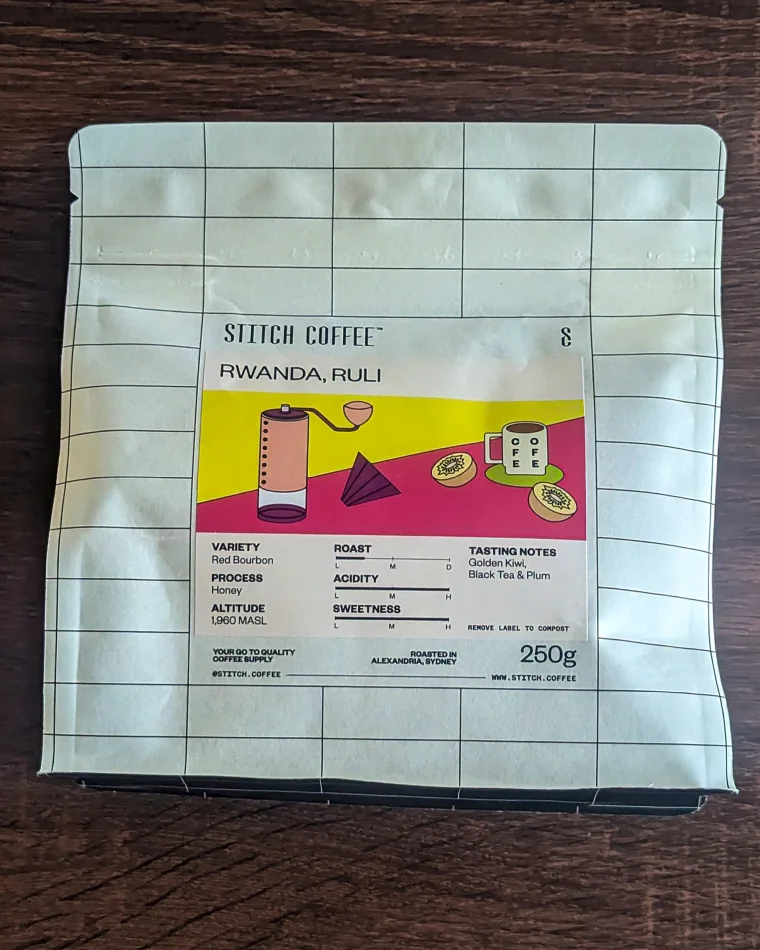 STITCH COFFEE™
S
RWANDA, RULI
C O
F F
E E
VARIETY
Red Bourbon
PROCESS
Honey
ALTITUDE
1,960 MASL
ROAST
L M D
ACIDITY
L M H
SWEETNESS
L M H
TASTING NOTES
Golden Kiwi,
Black Tea & Plum
REMOVE LABEL TO COMPOST
YOUR GO TO QUALITY
COFFEE SUPPLY
ROASTED IN
ALEXANDRIA, SYDNEY
250g
@STITCH.COFFEE
WWW.STITCH.COFFEE